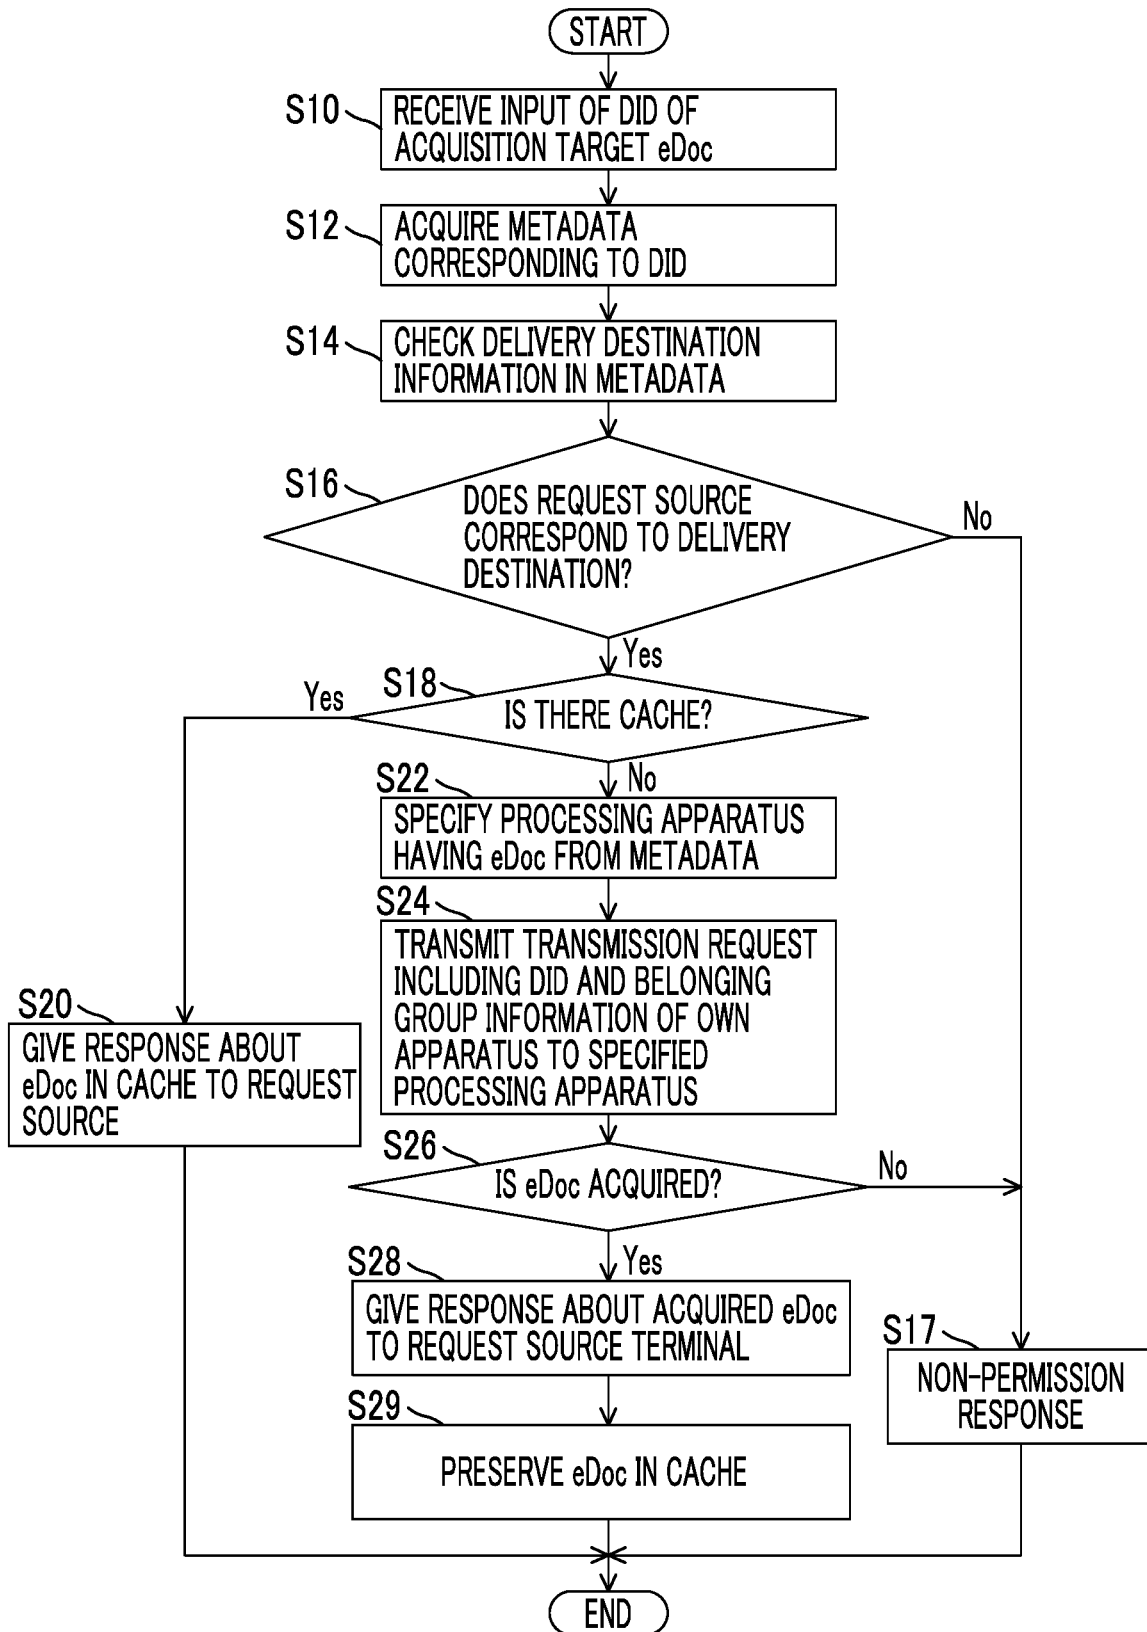 START
S10
RECEIVE INPUT OF DID OF
ACQUISITION TARGET eDoc
S12
ACQUIRE METADATA
CORRESPONDING TO DID
S14
CHECK DELIVERY DESTINATION
INFORMATION IN METADATA
S16
DOES REQUEST SOURCE
CORRESPOND TO DELIVERY
DESTINATION?
No
Yes
S18
IS THERE CACHE?
Yes
No
S22
SPECIFY PROCESSING APPARATUS
HAVING eDoc FROM METADATA
S24
TRANSMIT TRANSMISSION REQUEST
INCLUDING DID AND BELONGING
GROUP INFORMATION OF OWN
APPARATUS TO SPECIFIED
PROCESSING APPARATUS
S20
GIVE RESPONSE ABOUT
eDoc IN CACHE TO REQUEST
SOURCE
S26
IS eDoc ACQUIRED?
No
Yes
S28
GIVE RESPONSE ABOUT ACQUIRED eDoc
TO REQUEST SOURCE TERMINAL
S17
NON-PERMISSION
RESPONSE
S29
PRESERVE eDoc IN CACHE
END